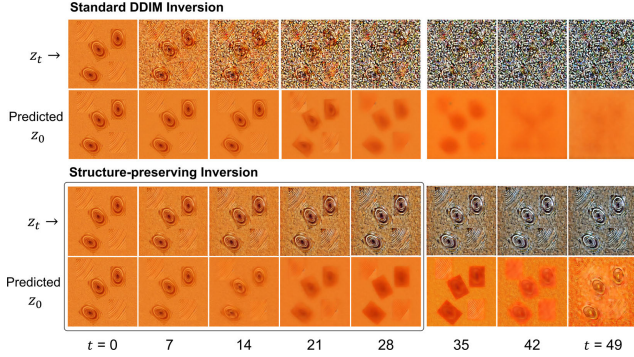 Standard DDIM Inversion
z_t →
Predicted
z_0
Structure-preserving Inversion
z_t →
Predicted
z_0
t = 0 7 14 21 28 35 42 t = 49